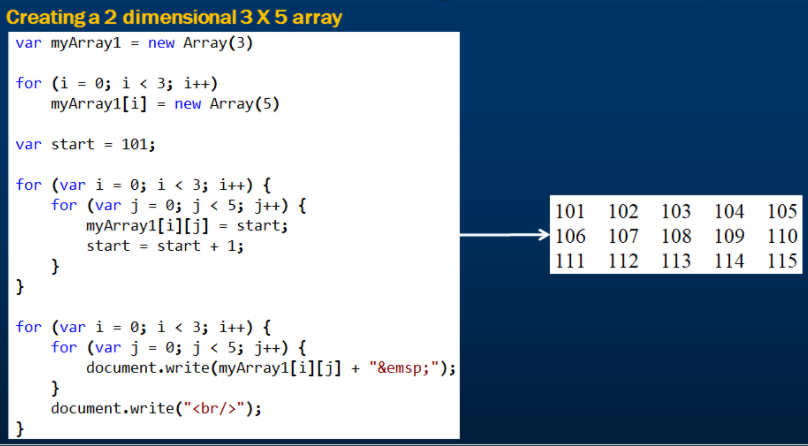 Creating a 2 dimensional 3 X 5 array
var myArray1 = new Array(3)
for (i = 0; i < 3; i++)
    myArray1[i] = new Array(5)
var start = 101;
for (var i = 0; i < 3; i++) {
    for (var j = 0; j < 5; j++) {
        myArray1[i][j] = start;
        start = start + 1;
    }
}
for (var i = 0; i < 3; i++) {
    for (var j = 0; j < 5; j++) {
        document.write(myArray1[i][j] + "&emsp;");
    }
    document.write("<br/>");
}
101 102 103 104 105
106 107 108 109 110
111 112 113 114 115